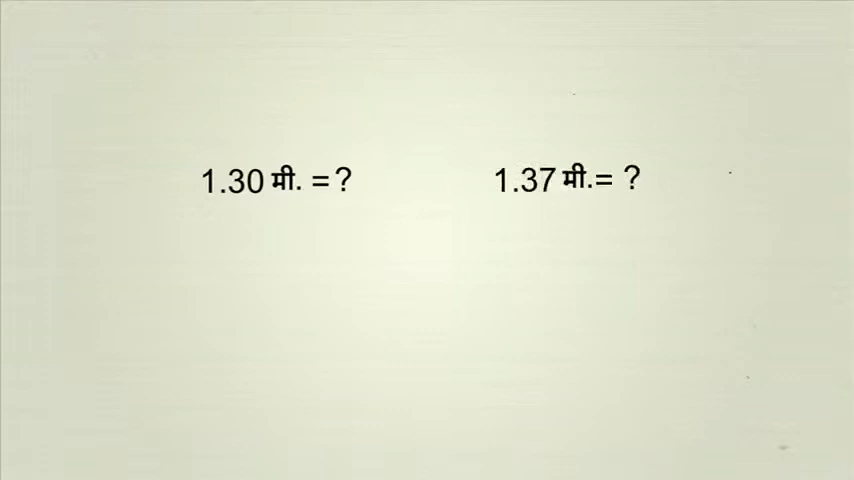 1.30 मी. = ? 1.37 मी.= ?